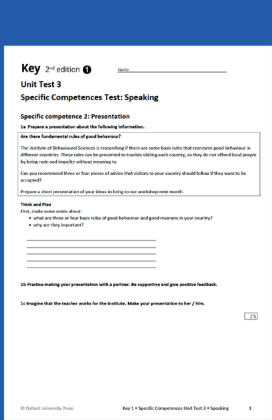 Key 2nd edition 1 Name
Unit Test 3
Specific Competences Test: Speaking
Specific competence 2: Presentation
1a Prepare a presentation about the following information.
Are there fundamental rules of good behaviour?
The Institute of Behavioural Sciences is researching if there are some basic rules that represent good behaviour in
different countries. These rules can be presented to tourists visiting each country, so they do not offend local people
by being rude and impolite without meaning to.
Can you recommend three or four pieces of advice that visitors to your country should follow if they want to be
accepted?
Prepare a short presentation of your ideas to bring to our workshop next month.
Think and Plan
First, make some notes about:
• what are three or four basic rules of good behaviour and good manners in your country?
• why are they important?
1b Practise making your presentation with a partner. Be supportive and give positive feedback.
1c Imagine that the teacher works for the Institute. Make your presentation to her / him.
/ 5
© Oxford University Press Key 1 • Specific Competences Unit Test 3 • Speaking 1